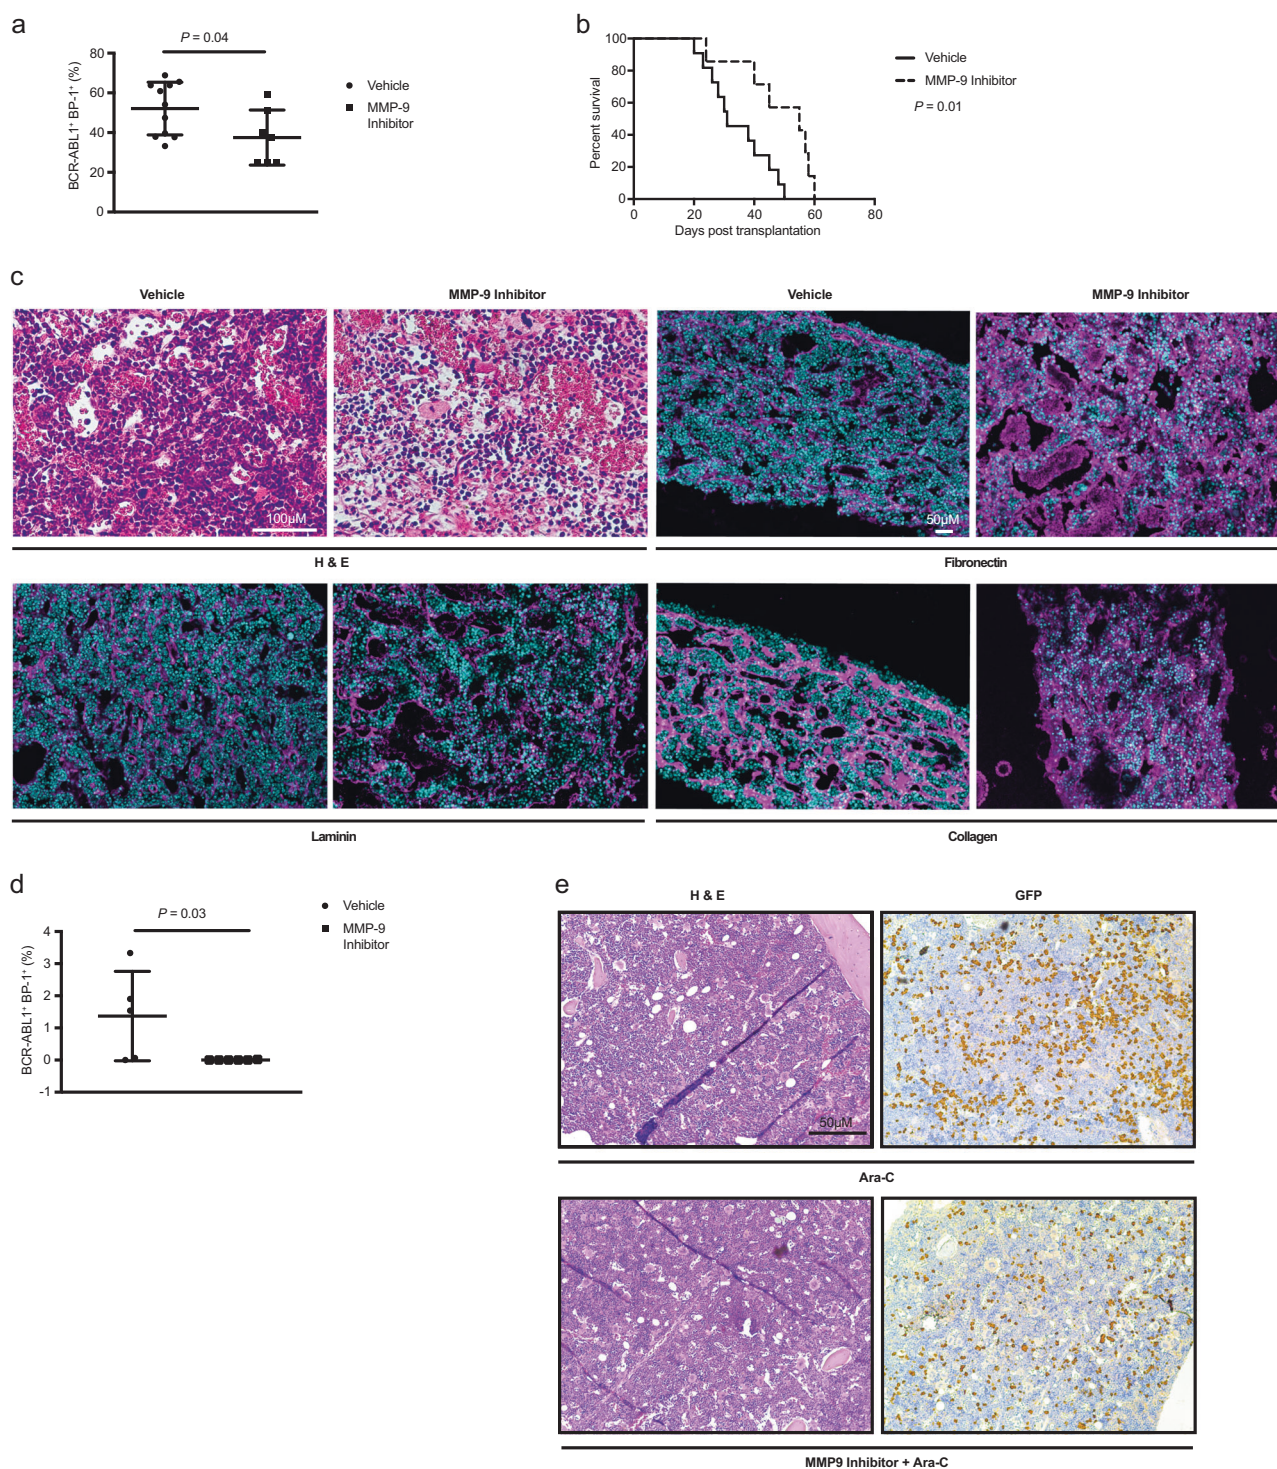 a
P = 0.04
80
60
40
20
0
BCR-ABL1⁺ BP-1⁺ (%)
Vehicle
MMP-9
Inhibitor
b
100
80
60
40
20
0
Percent survival
0 20 40 60 80
Days post transplantation
Vehicle
MMP-9 Inhibitor
P = 0.01
c
Vehicle MMP-9 Inhibitor Vehicle MMP-9 Inhibitor
100µM
50µM
H & E Fibronectin
Laminin Collagen
d
P = 0.03
4
3
2
1
0
-1
BCR-ABL1⁺ BP-1⁺ (%)
Vehicle
MMP-9
Inhibitor
e
H & E GFP
50µM
Ara-C
MMP9 Inhibitor + Ara-C